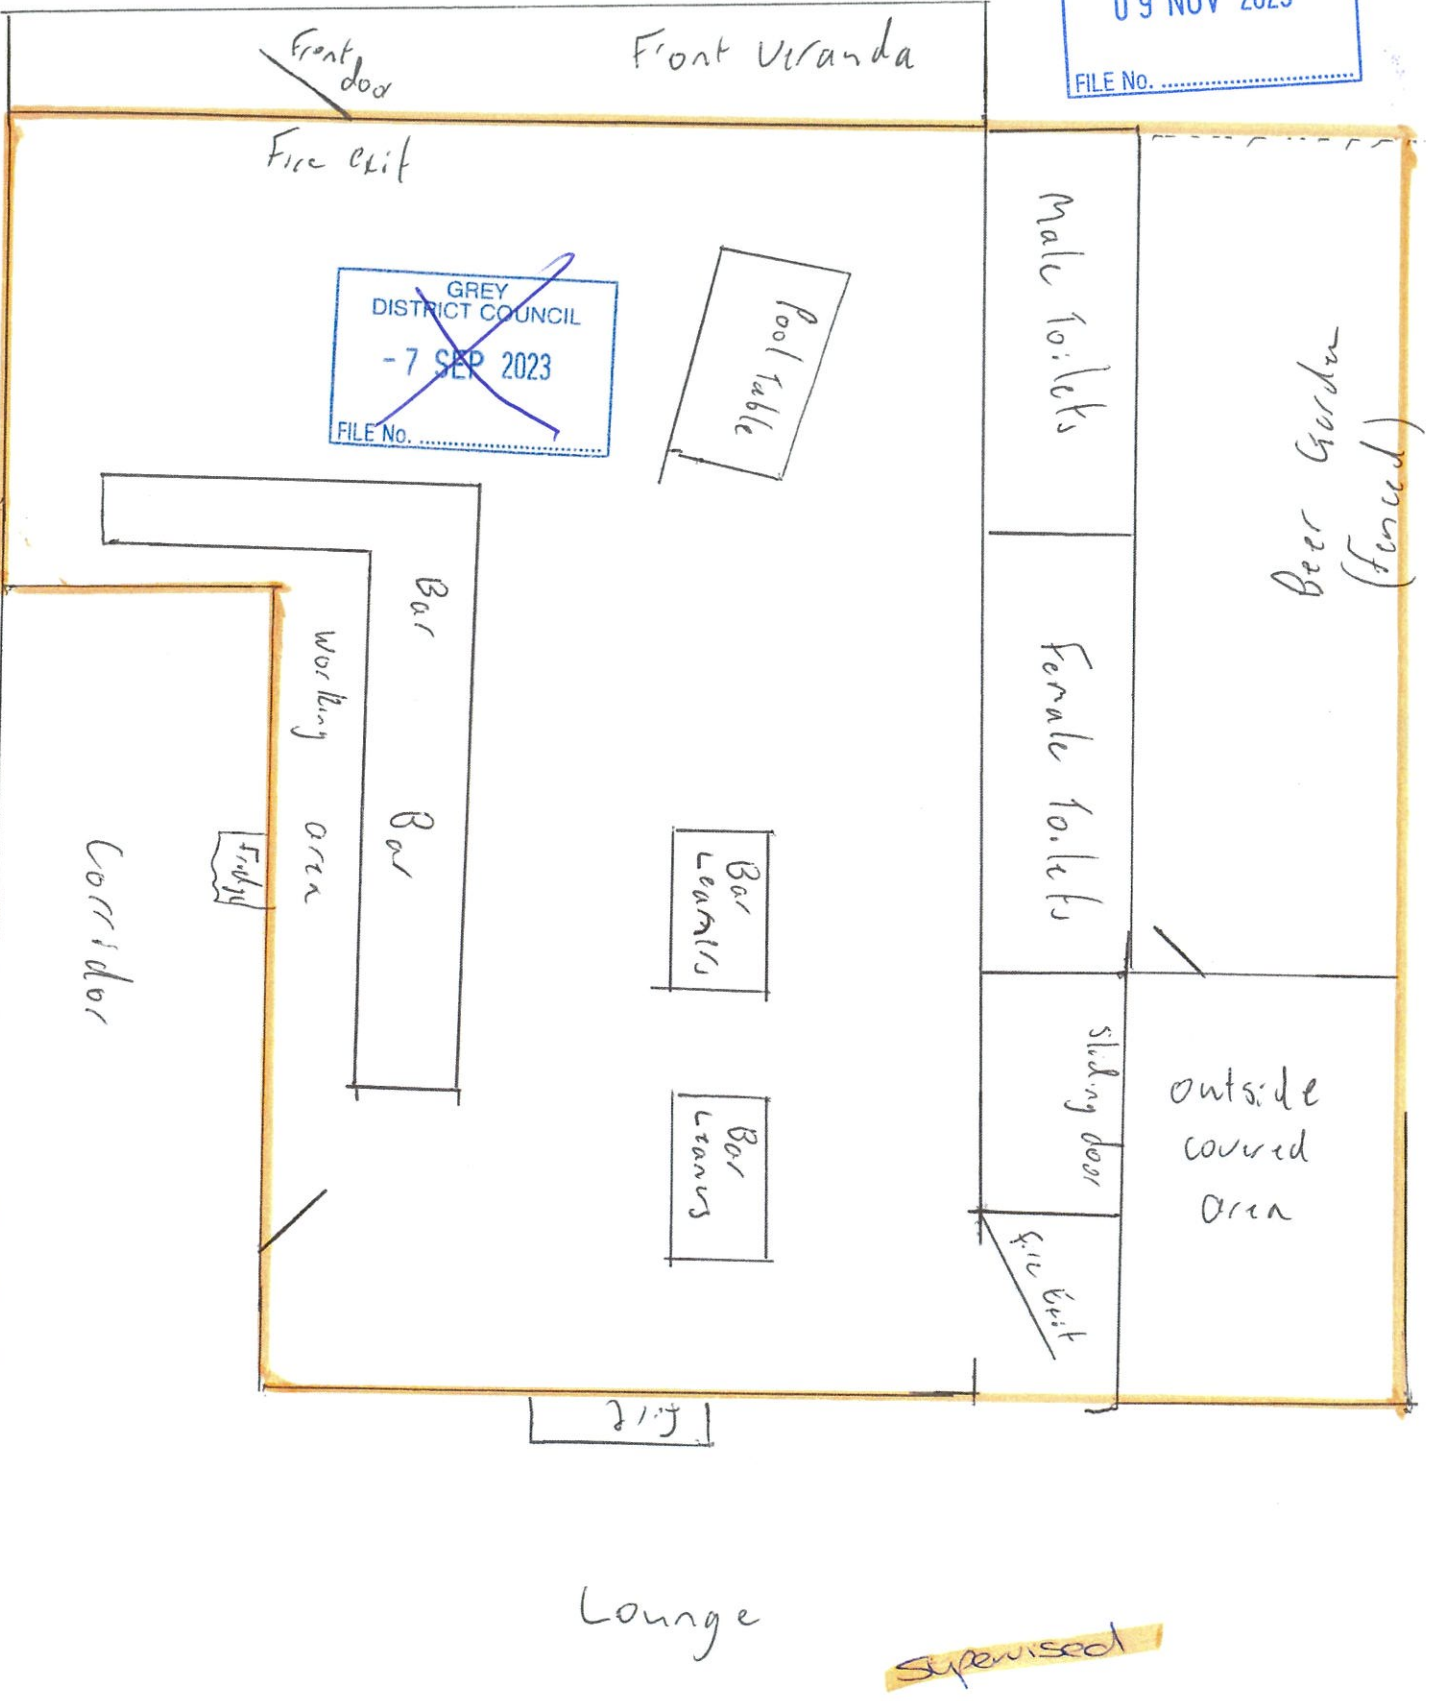 09 NOV 2023
FILE No.
Front
door
Front Veranda
Fire exit
GREY
DISTRICT COUNCIL
- 7 SEP 2023
FILE No.
Pool Table
Male Toilets
Beer Garden
(Fenced)
Bar
Bar
Working area
Fridge
Corridor
Female Toilets
Bar
Leaners
Bar
Leaners
Sliding door
Outside
covered
area
Fire Exit
Fire
Lounge
Supervised